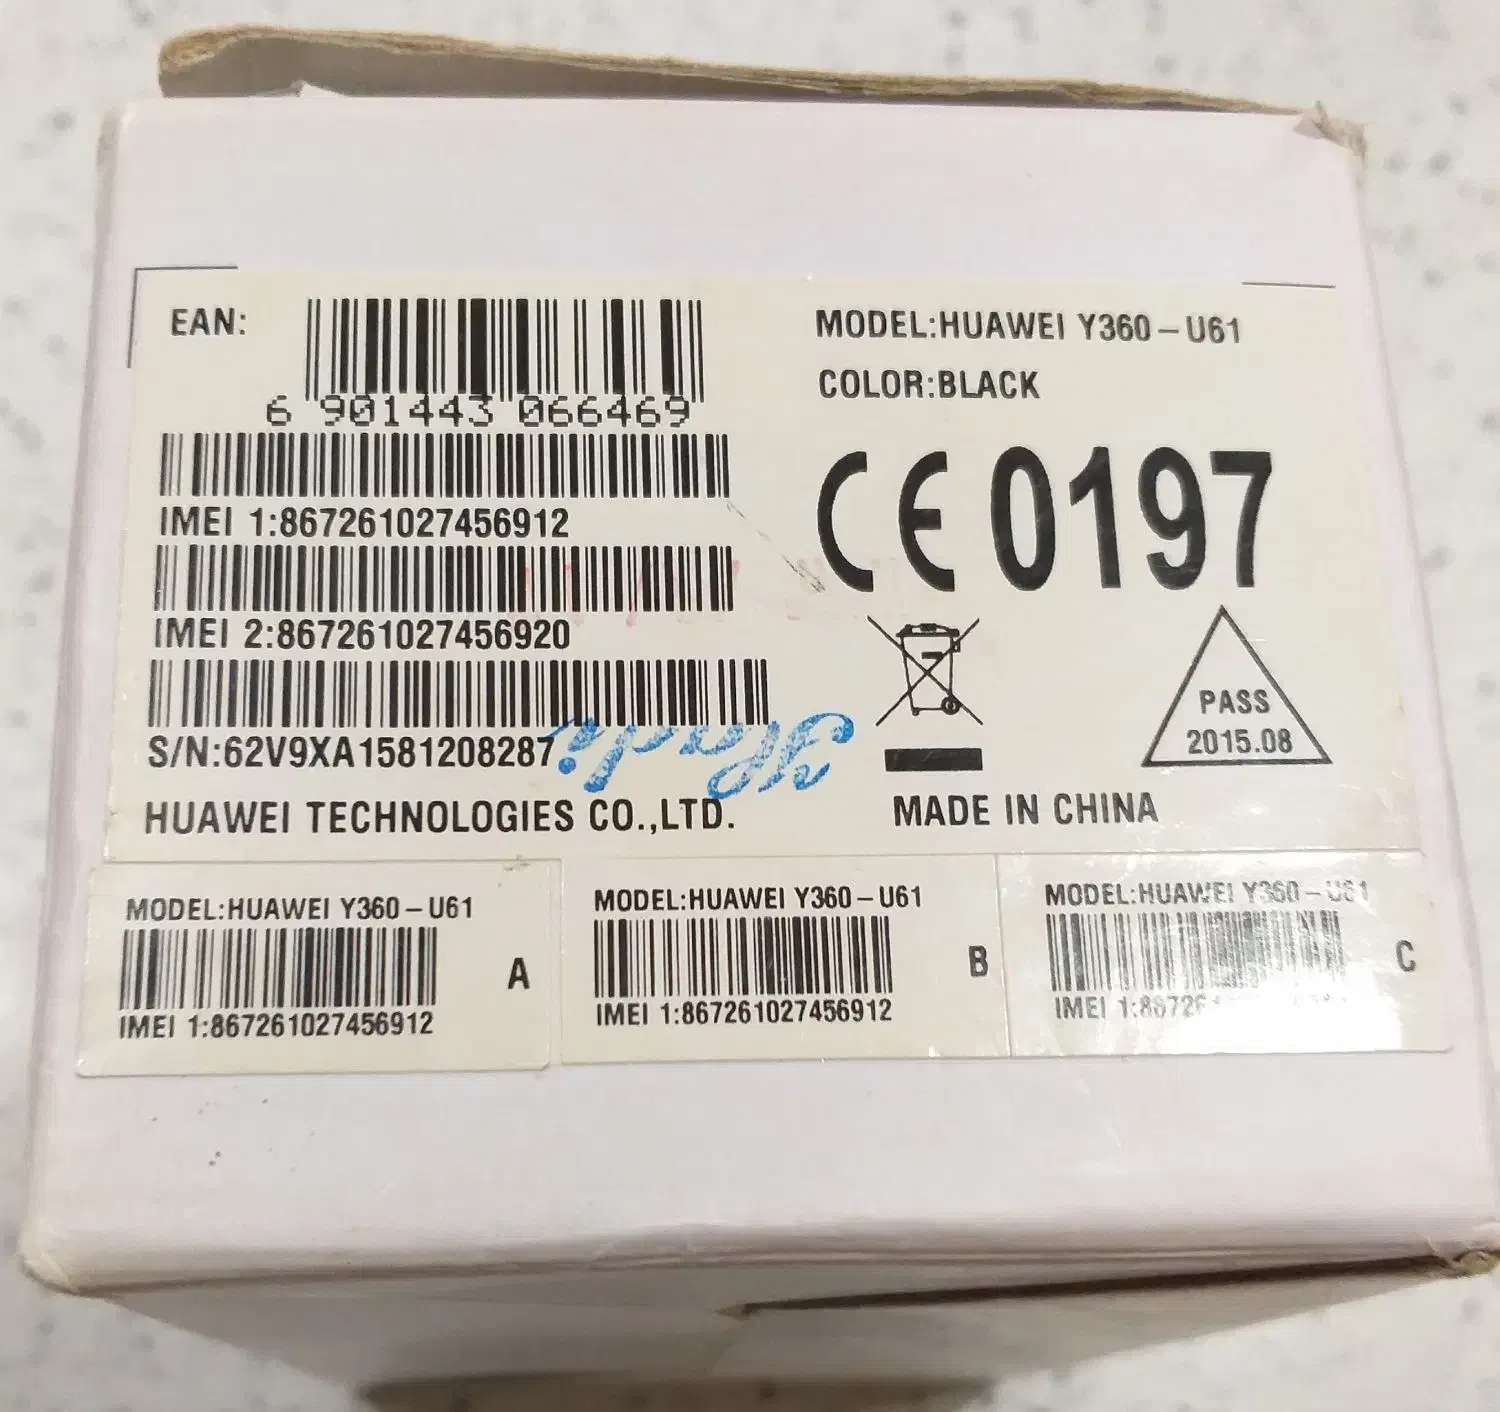 EAN:
6 901443 066469
IMEI 1:867261027456912
IMEI 2:867261027456920
S/N:62V9XA1581208287
HUAWEI TECHNOLOGIES CO.,LTD.
MODEL:HUAWEI Y360-U61
COLOR:BLACK
CE 0197
PASS
2015.08
MADE IN CHINA
Hardi
MODEL:HUAWEI Y360-U61
A
IMEI 1:867261027456912
MODEL:HUAWEI Y360-U61
B
IMEI 1:867261027456912
MODEL:HUAWEI Y360-U61
C
IMEI